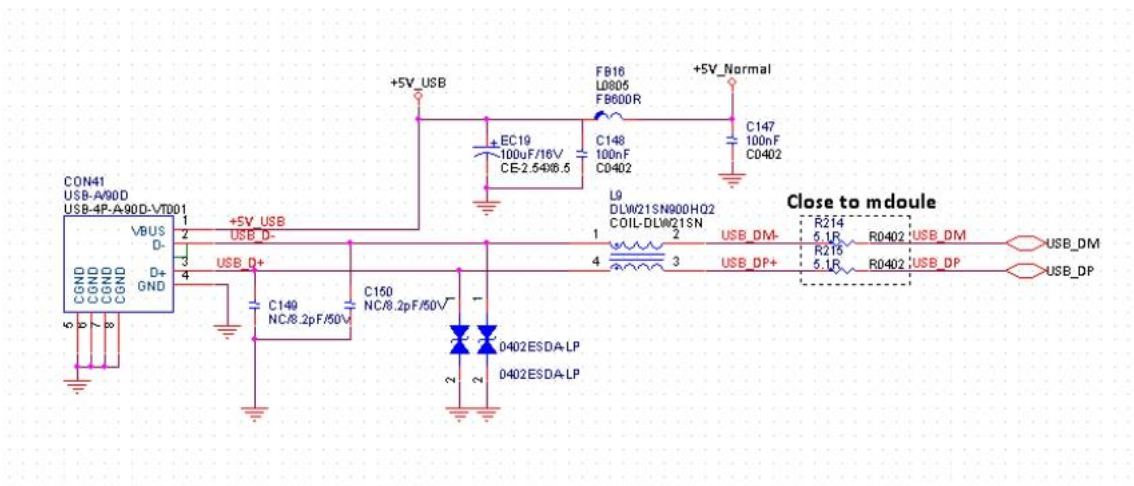 +5V_USB
FB16
L0805
FB600R
+5V_Normal
EC19
100uF/16V
CE-2.54X6.5
C148
100nF
C0402
C147
100nF
C0402
CON41
USB-A/90D
USB-4P-A-90D-VT001
VBUS
D-
D+
GND
CGND
CGND
CGND
CGND
1
2
3
4
5
6
7
8
+5V_USB
USB_D-
USB_D+
C149
NC/8.2pF/50V
C150
NC/8.2pF/50V
1
1
2
2
0402ESDA-LP
0402ESDA-LP
L9
DLW21SN900HQ2
COIL-DLW21SN
1
2
4
3
USB_DM-
USB_DP+
Close to mdoule
R214
5.1R
R0402
R215
5.1R
R0402
USB_DM
USB_DP
USB_DM
USB_DP